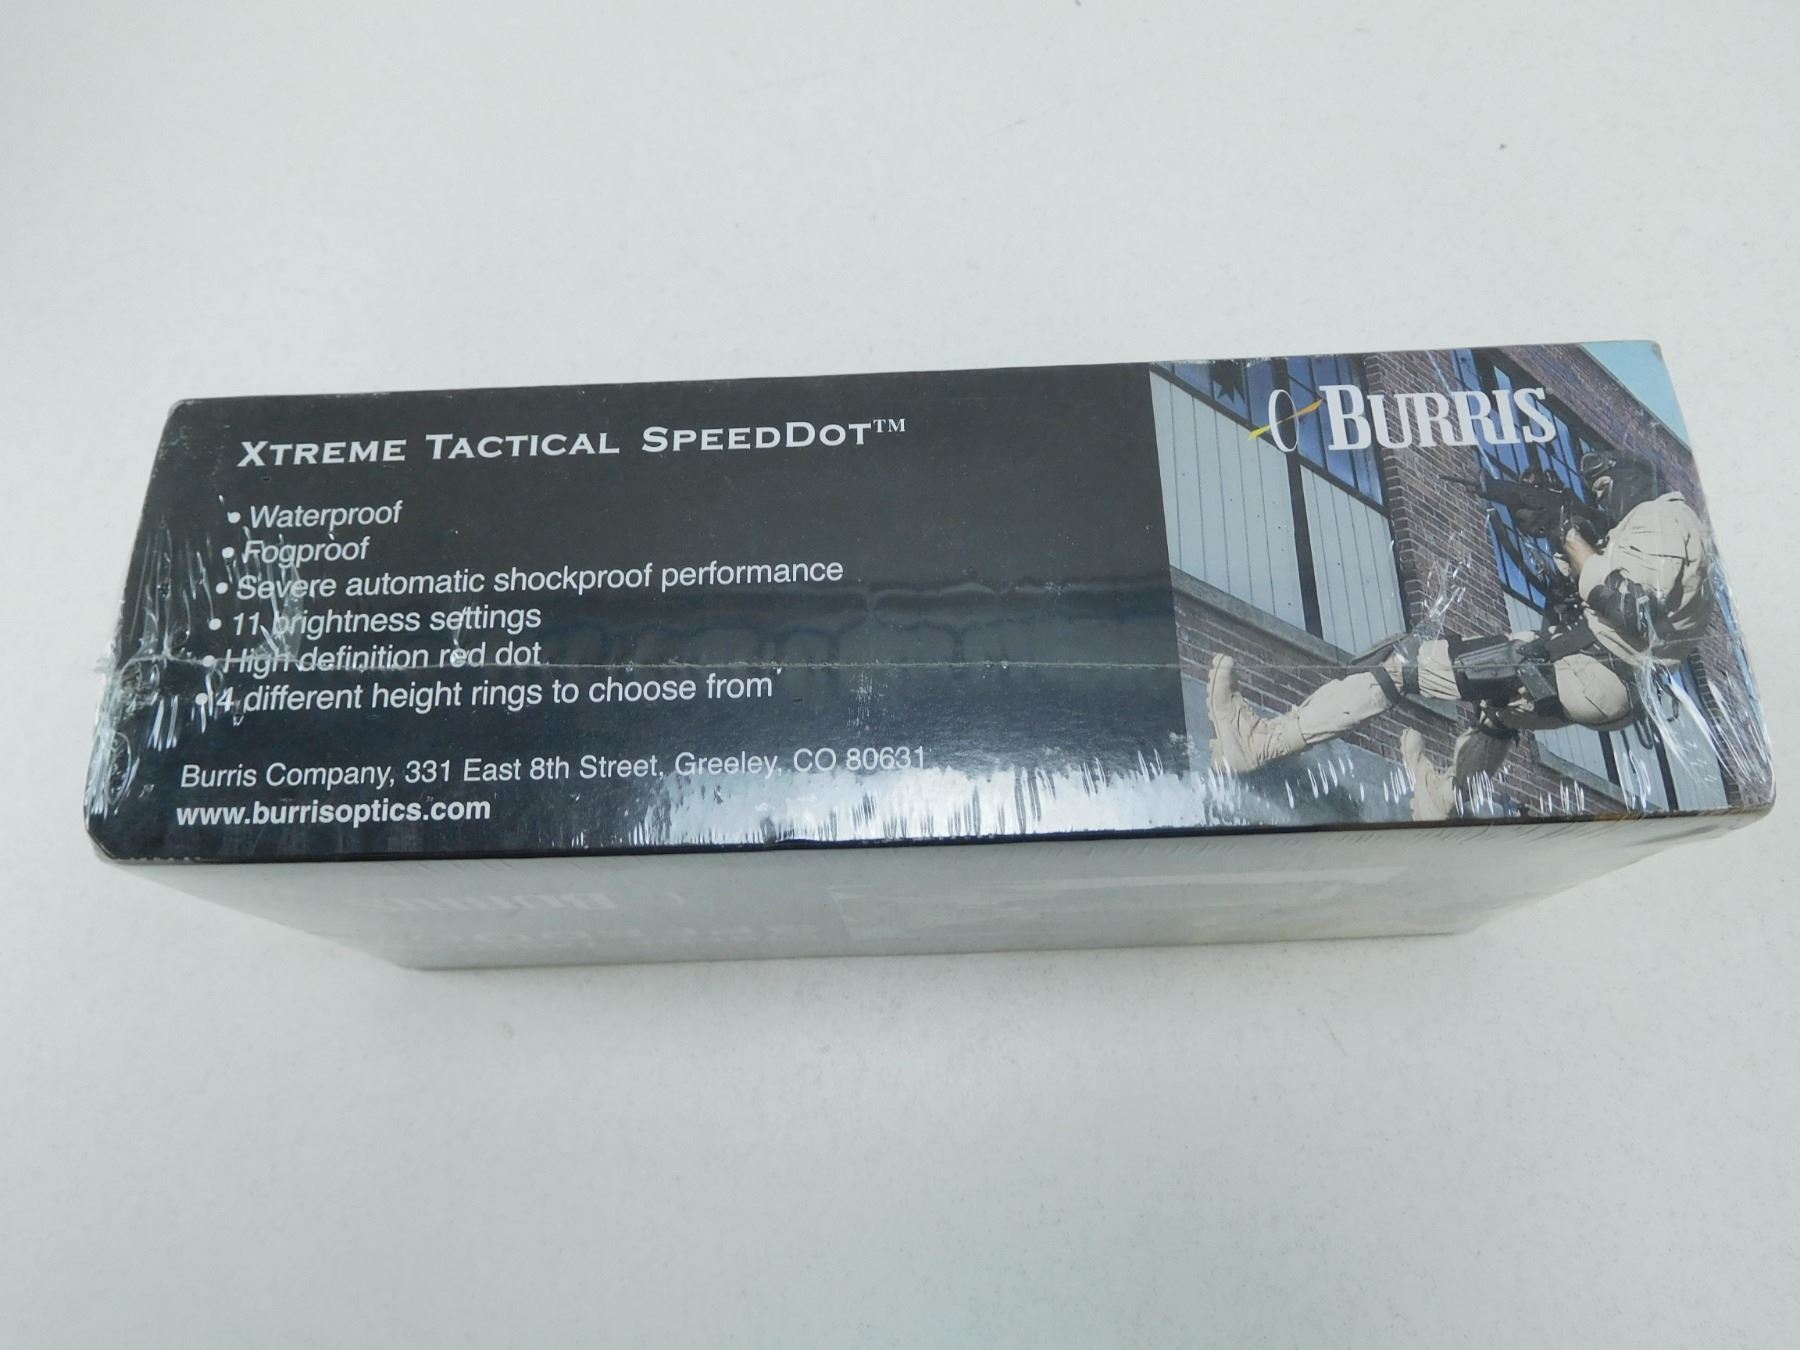 XTREME TACTICAL SPEEDDOT™
BURRIS
• Waterproof
• Fogproof
• Severe automatic shockproof performance
• 11 brightness settings
• High definition red dot
• 4 different height rings to choose from
Burris Company, 331 East 8th Street, Greeley, CO 80631
www.burrisoptics.com